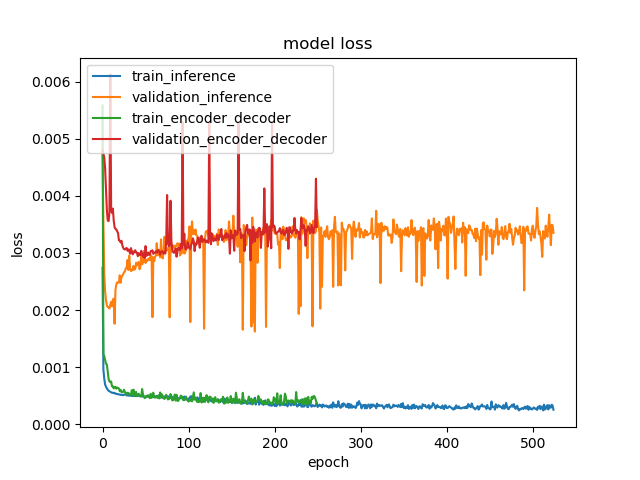 model loss
train_inference
validation_inference
train_encoder_decoder
validation_encoder_decoder
0.006
0.005
0.004
0.003
0.002
0.001
0.000
loss
0 100 200 300 400 500
epoch